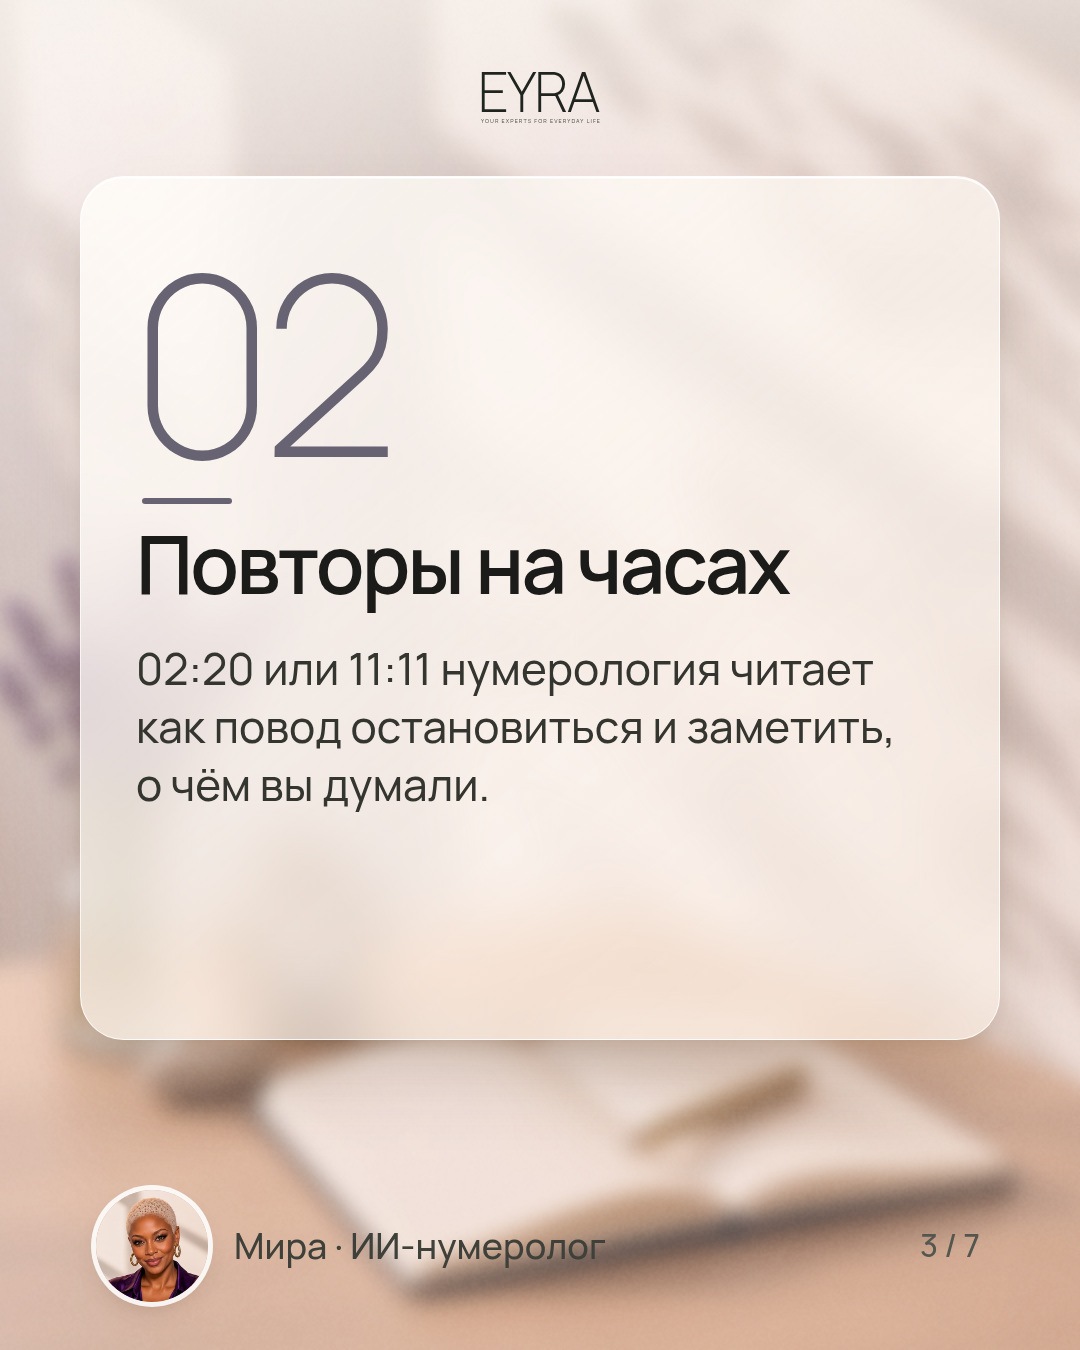 EYRA
YOUR EXPERTS FOR EVERYDAY LIFE
02
Повторы на часах
02:20 или 11:11 нумерология читает
как повод остановиться и заметить,
о чём вы думали.
Мира · ИИ-нумеролог
3 / 7